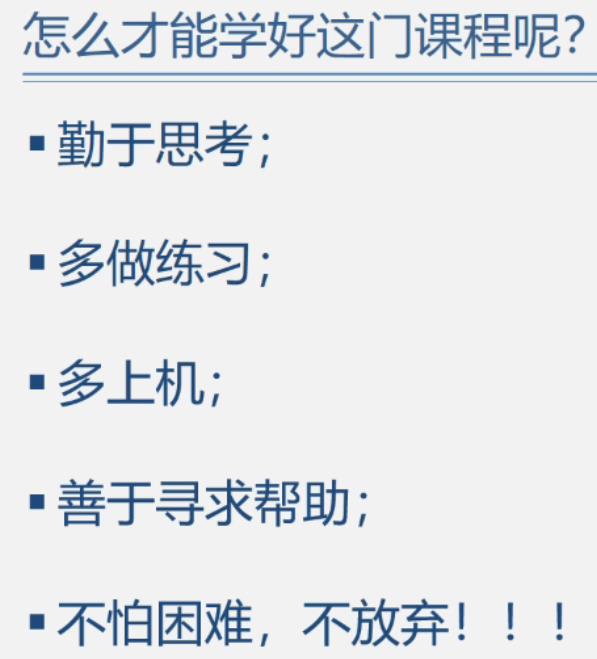 怎么才能学好这门课程呢？
▪勤于思考；
▪多做练习；
▪多上机；
▪善于寻求帮助；
▪不怕困难，不放弃！！！